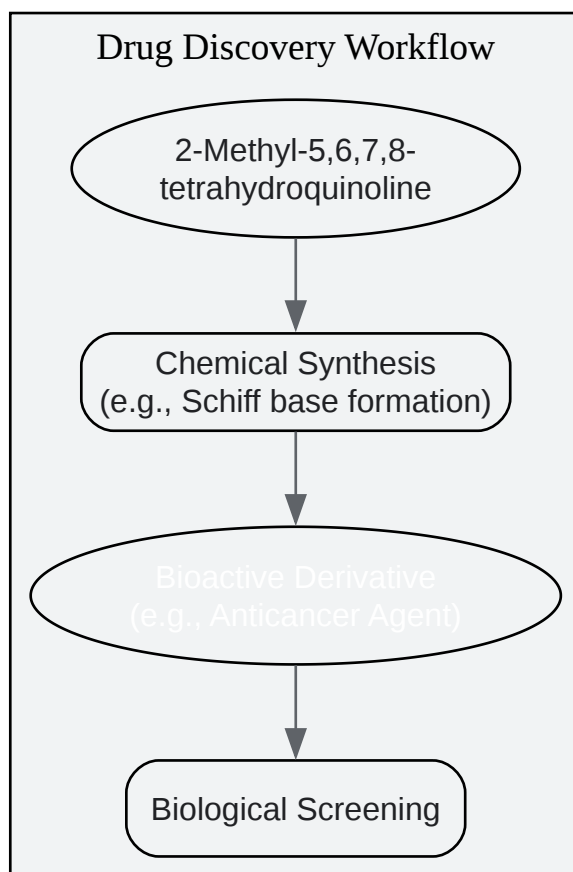 Drug Discovery Workflow
2-Methyl-5,6,7,8-
tetrahydroquinoline
Chemical Synthesis
(e.g., Schiff base formation)
Bioactive Derivative
(e.g., Anticancer Agent)
Biological Screening